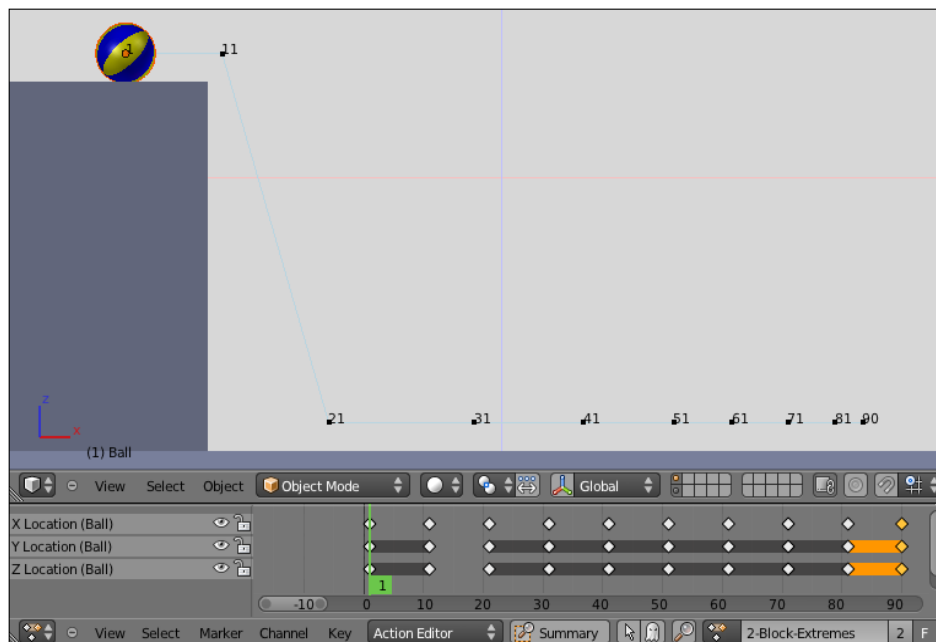 1
11
21 31 41 51 61 71 81 90
z
x
(1) Ball
View Select Object Object Mode Global
X Location (Ball)
Y Location (Ball)
Z Location (Ball)
1
-10 0 10 20 30 40 50 60 70 80 90
View Select Marker Channel Key Action Editor Summary 2-Block-Extremes 2 F